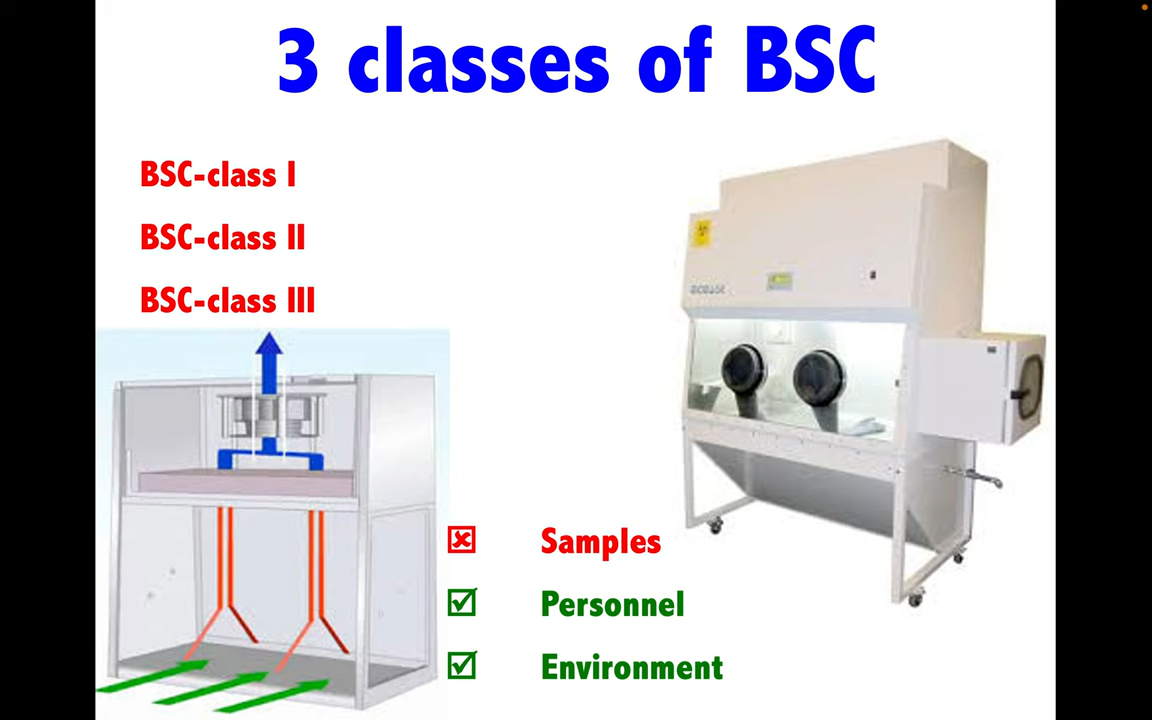 3 classes of BSC
BSC-class I
BSC-class II
BSC-class III
Samples
Personnel
Environment